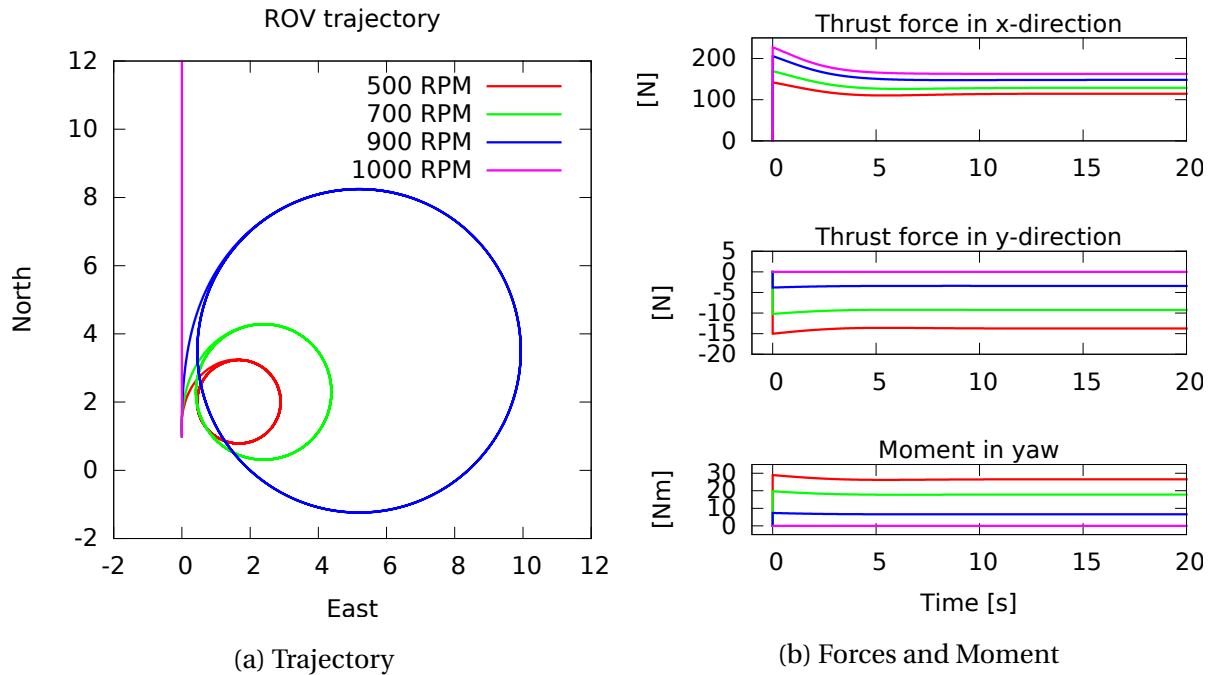 ROV trajectory
12
10
8
6
4
2
0
-2
North
-2 0 2 4 6 8 10 12
East
500 RPM
700 RPM
900 RPM
1000 RPM
(a) Trajectory
Thrust force in x-direction
200
100
0
[N]
0 5 10 15 20
Thrust force in y-direction
5
0
-5
-10
-15
-20
[N]
0 5 10 15 20
Moment in yaw
30
20
10
0
[Nm]
0 5 10 15 20
Time [s]
(b) Forces and Moment